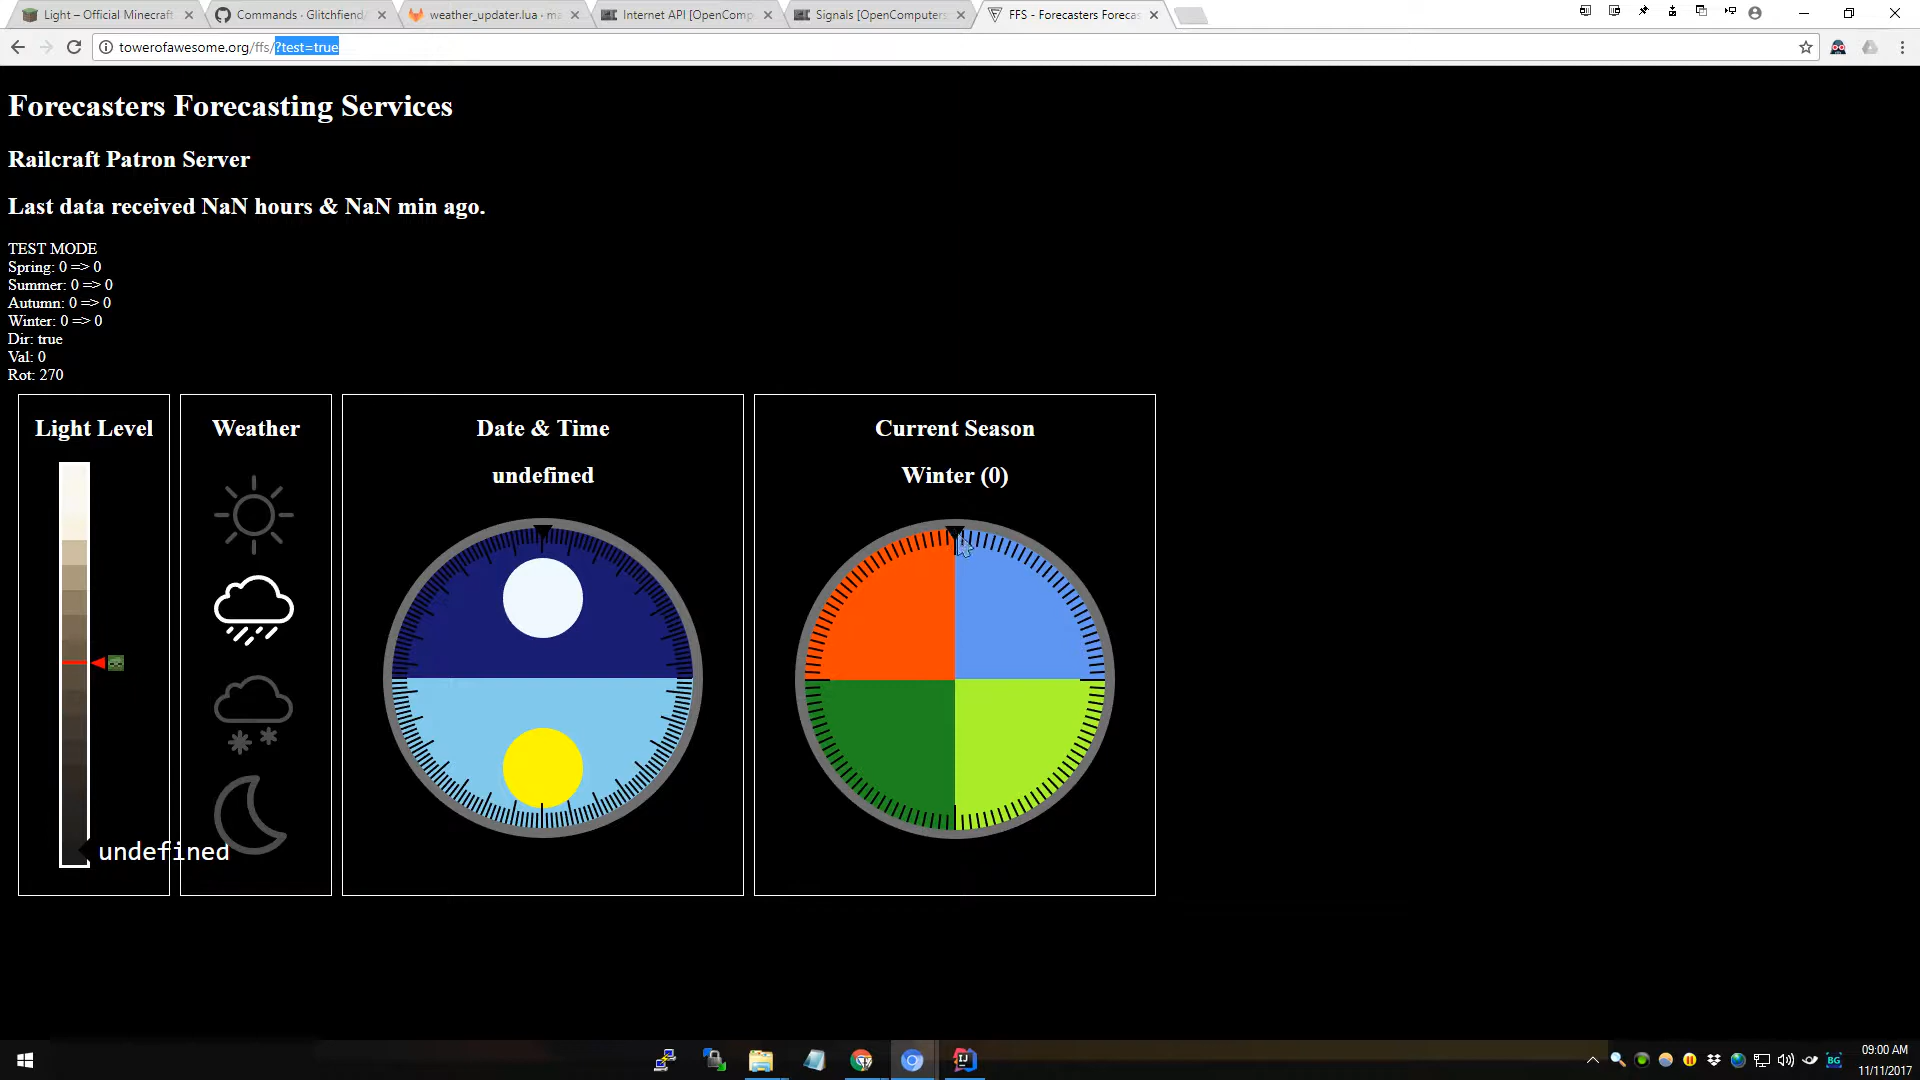 Light – Official Minecraft
Commands · Glitchfiend/
weather_updater.lua · ma
Internet API [OpenComp
Signals [OpenComputers
FFS - Forecasters Forecas
towerofawesome.org/ffs/?test=true
Forecasters Forecasting Services
Railcraft Patron Server
Last data received NaN hours & NaN min ago.
TEST MODE
Spring: 0 => 0
Summer: 0 => 0
Autumn: 0 => 0
Winter: 0 => 0
Dir: true
Val: 0
Rot: 270
Light Level
undefined
Weather
Date & Time
undefined
Current Season
Winter (0)
IJ
BG
09:00 AM
11/11/2017